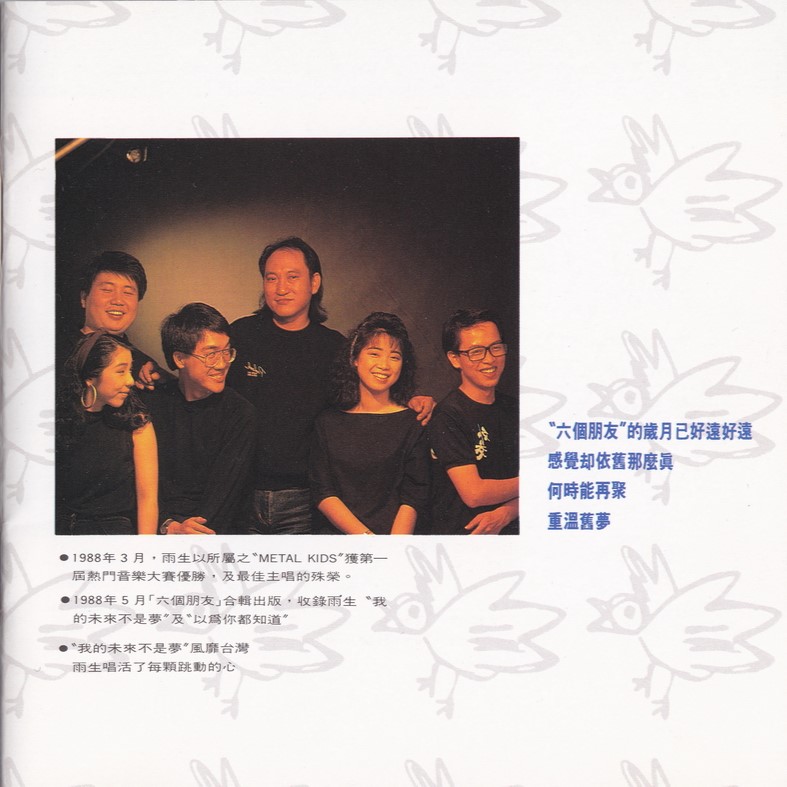 “六個朋友”的歲月已好遠好遠
感覺却依舊那麼眞
何時能再聚
重溫舊夢
●1988年3月，雨生以所屬之“METAL KIDS”獲第一
屆熱門音樂大賽優勝，及最佳主唱的殊榮。
●1988年5月「六個朋友」合輯出版，收錄雨生“我
的未來不是夢”及“以爲你都知道”
●“我的未來不是夢”風靡台灣
雨生唱活了每顆跳動的心